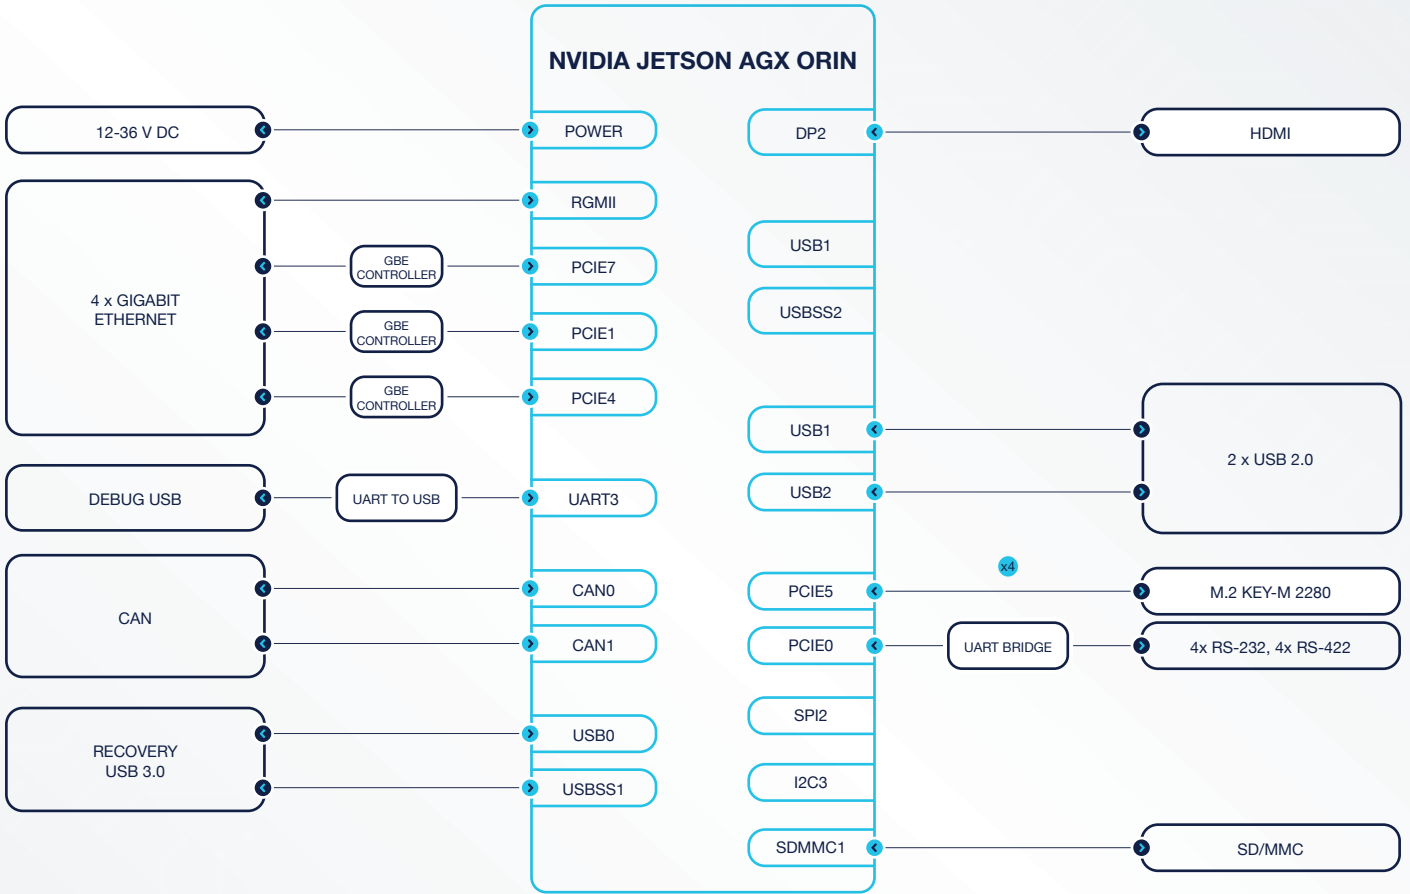 NVIDIA JETSON AGX ORIN
12-36 V DC
POWER
DP2
HDMI
RGMII
4 x GIGABIT
ETHERNET
GBE
CONTROLLER
PCIE7
GBE
CONTROLLER
PCIE1
GBE
CONTROLLER
PCIE4
USB1
USBSS2
USB1
USB2
2 x USB 2.0
DEBUG USB
UART TO USB
UART3
CAN
CAN0
CAN1
x4
PCIE5
M.2 KEY-M 2280
PCIE0
UART BRIDGE
4x RS-232, 4x RS-422
RECOVERY
USB 3.0
USB0
USBSS1
SPI2
I2C3
SDMMC1
SD/MMC